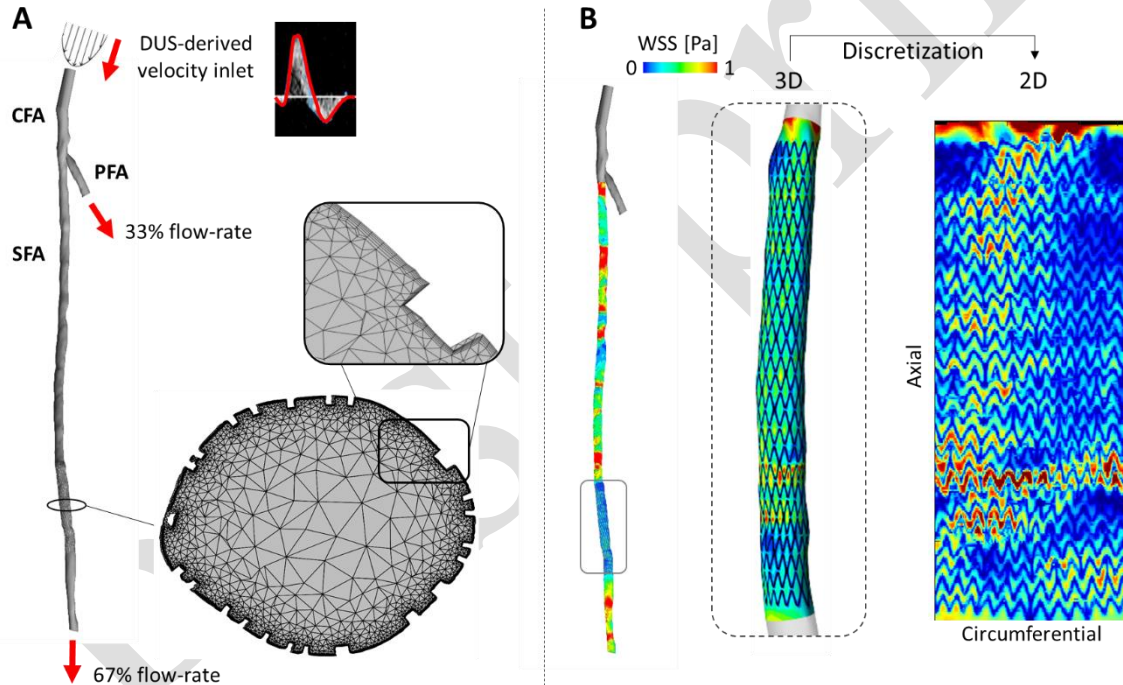 A
DUS-derived
velocity inlet
CFA
PFA
33% flow-rate
SFA
67% flow-rate
B
WSS [Pa]
0
1
Discretization
3D
2D
Axial
Circumferential